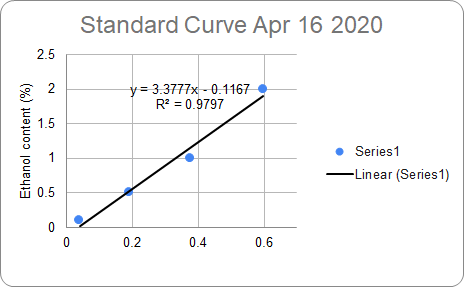 Standard Curve Apr 16 2020
2.5
2
1.5
1
0.5
0
Ethanol content (%)
y = 3.3777x - 0.1167
R² = 0.9797
0
0.2
0.4
0.6
Series1
Linear (Series1)